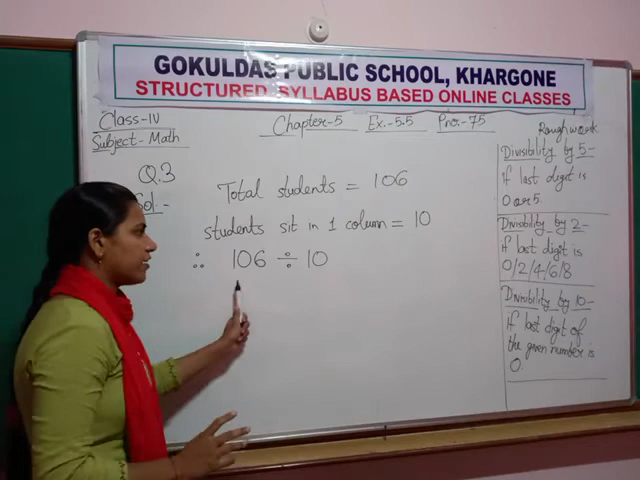 GOKULDAS PUBLIC SCHOOL, KHARGONE
STRUCTURED SYLLABUS BASED ONLINE CLASSES
Class-IV
Subject- Math
Chapter-5 Ex.-5.5 P.no.-75
Q.3
Sol.-
Total students = 106
students sit in 1 column = 10
∴ 106 ÷ 10
Rough work
Divisibility by 5-
if last digit is
0 or 5.
Divisibility by 2-
if last digit is
0/2/4/6/8
Divisibility by 10-
if last digit of
the given number is
0.